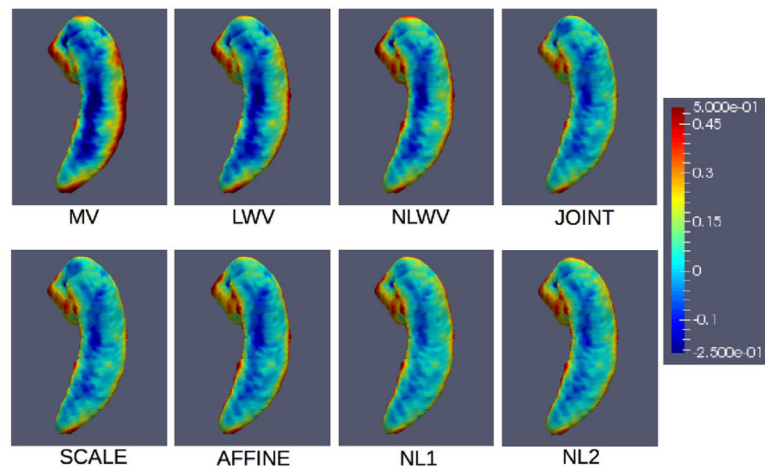 MV LWV NLWV JOINT
5.000e-01
0.45
0.3
0.15
0
-0.1
-2.500e-01
SCALE AFFINE NL1 NL2